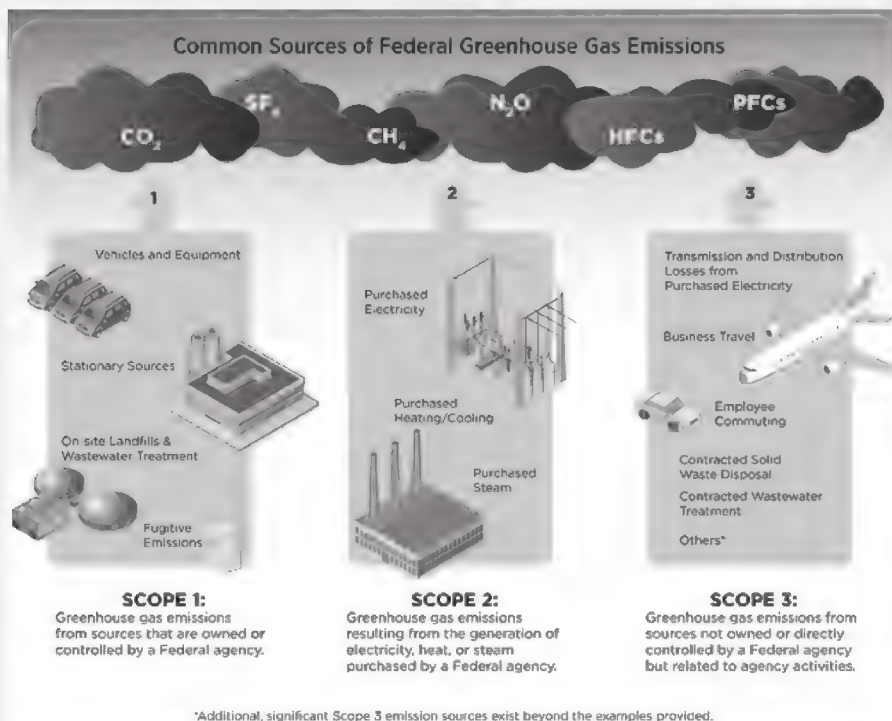 Common Sources of Federal Greenhouse Gas Emissions
CO₂
SF₆
CH₄
N₂O
HFCs
PFCs
1
Vehicles and Equipment
Stationary Sources
On-site Landfills &
Wastewater Treatment
Fugitive
Emissions
SCOPE 1:
Greenhouse gas emissions
from sources that are owned or
controlled by a Federal agency.
2
Purchased
Electricity
Purchased
Heating/Cooling
Purchased
Steam
SCOPE 2:
Greenhouse gas emissions
resulting from the generation of
electricity, heat, or steam
purchased by a Federal agency.
3
Transmission and Distribution
Losses from
Purchased Electricity
Business Travel
Employee
Commuting
Contracted Solid
Waste Disposal
Contracted Wastewater
Treatment
Others*
SCOPE 3:
Greenhouse gas emissions from
sources not owned or directly
controlled by a Federal agency
but related to agency activities.
*Additional, significant Scope 3 emission sources exist beyond the examples provided.